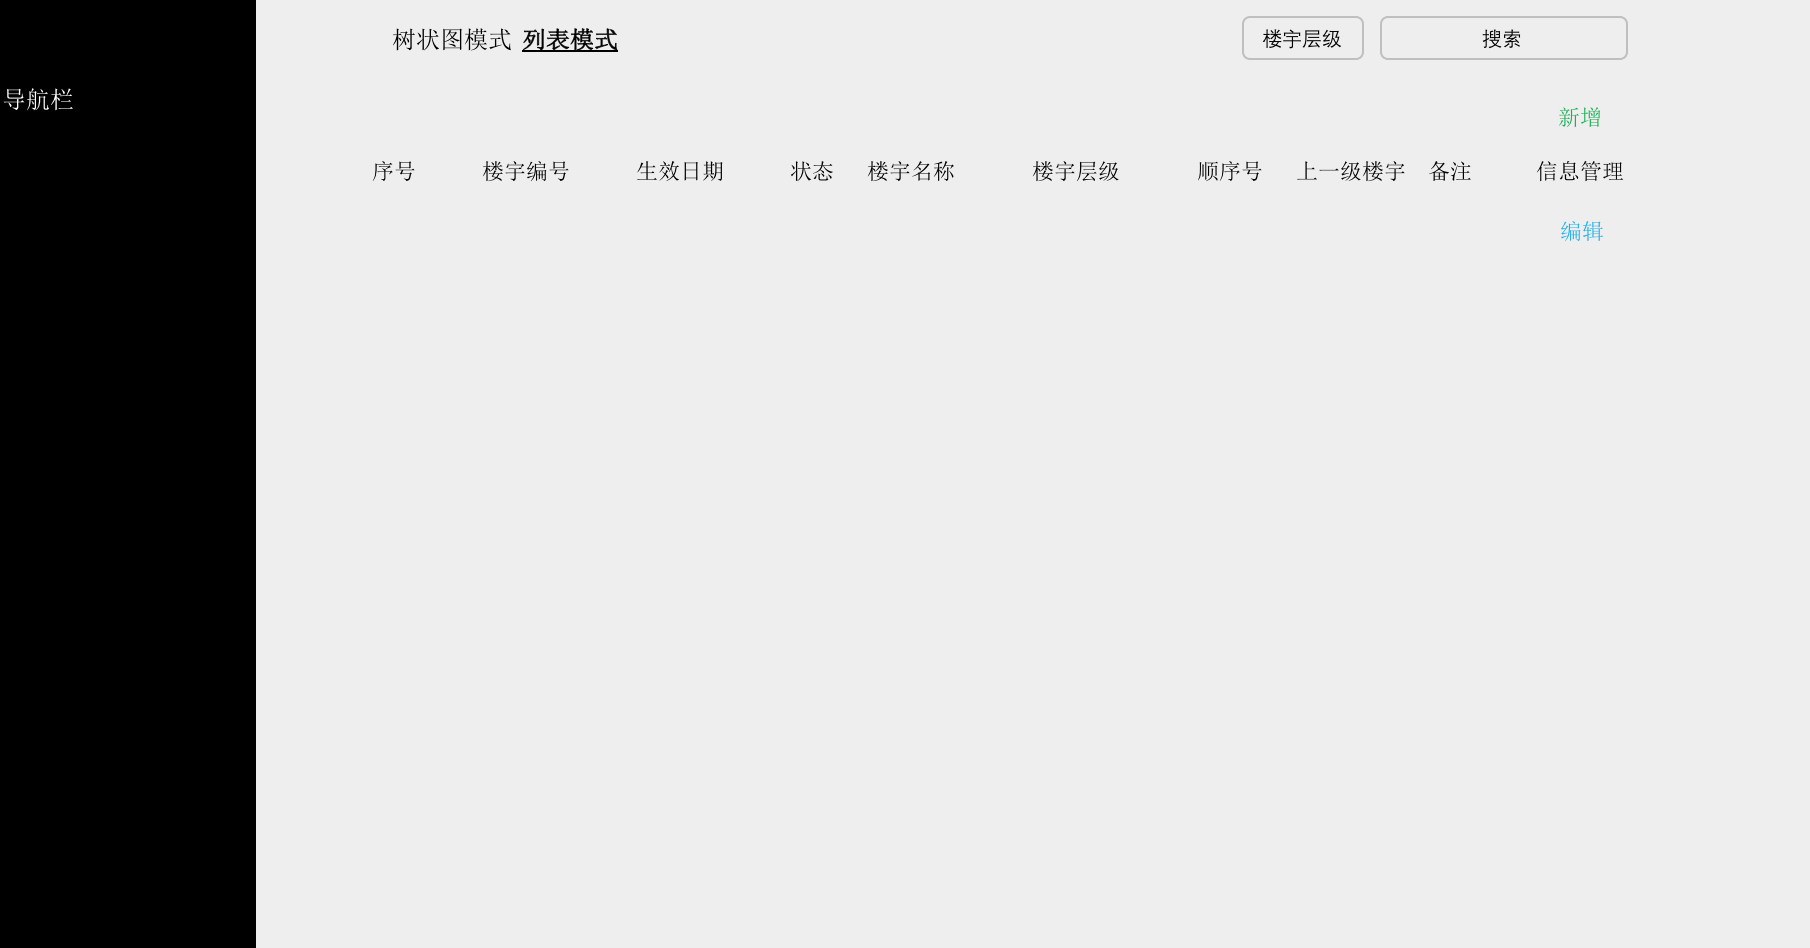 树状图模式 列表模式 楼宇层级 搜索
导航栏
新增
序号 楼宇编号 生效日期 状态 楼宇名称 楼宇层级 顺序号 上一级楼宇 备注 信息管理
编辑